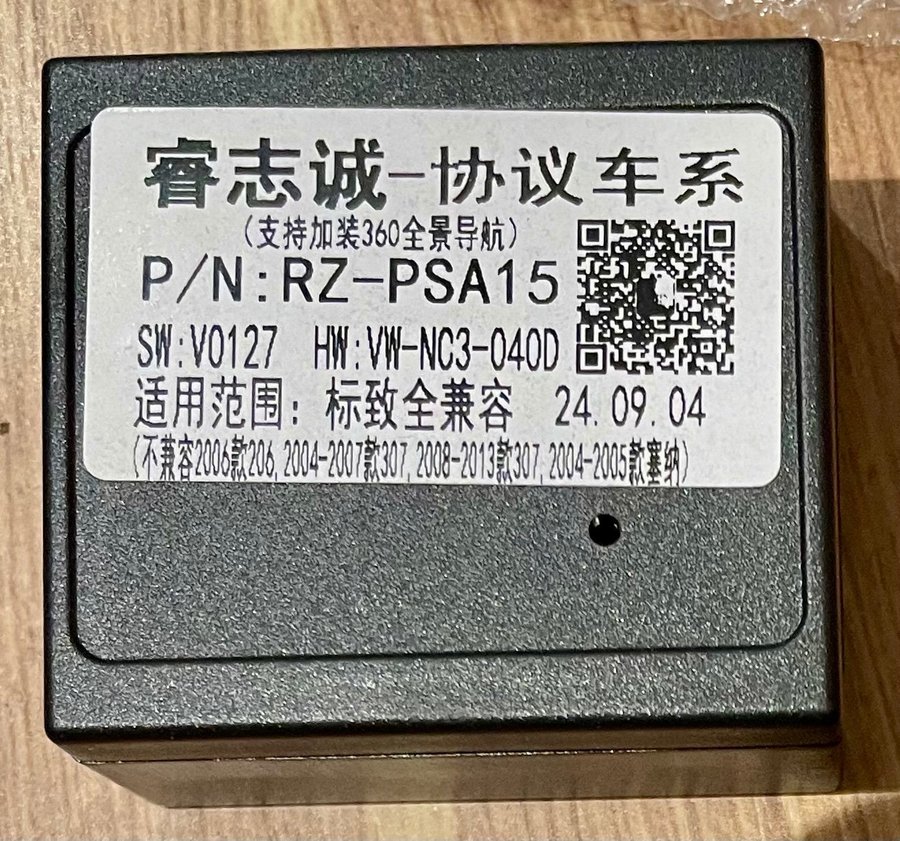 睿志诚-协议车系
(支持加装360全景导航)
P/N:RZ-PSA15
SW:V0127 HW:VW-NC3-040D
适用范围: 标致全兼容 24.09.04
(不兼容2006款206,2004-2007款307,2008-2013款307,2004-2005款塞纳)